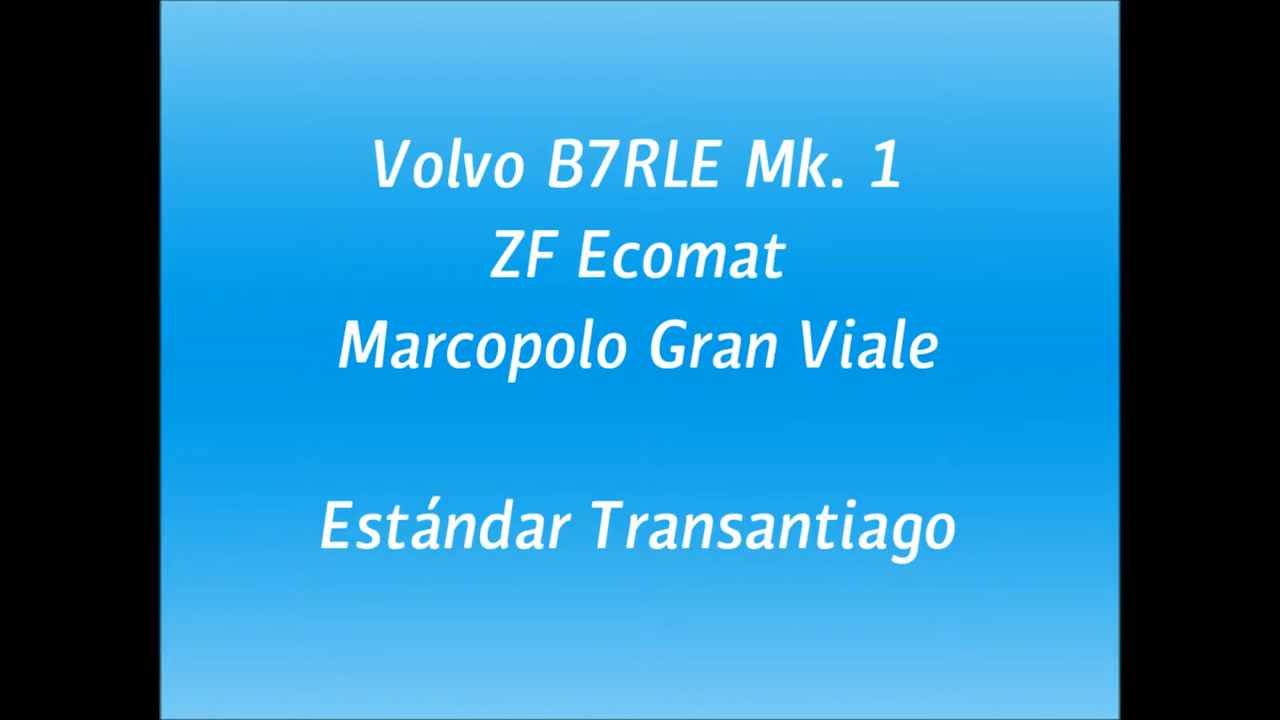 Volvo B7RLE Mk. 1
ZF Ecomat
Marcopolo Gran Viale
Estándar Transantiago